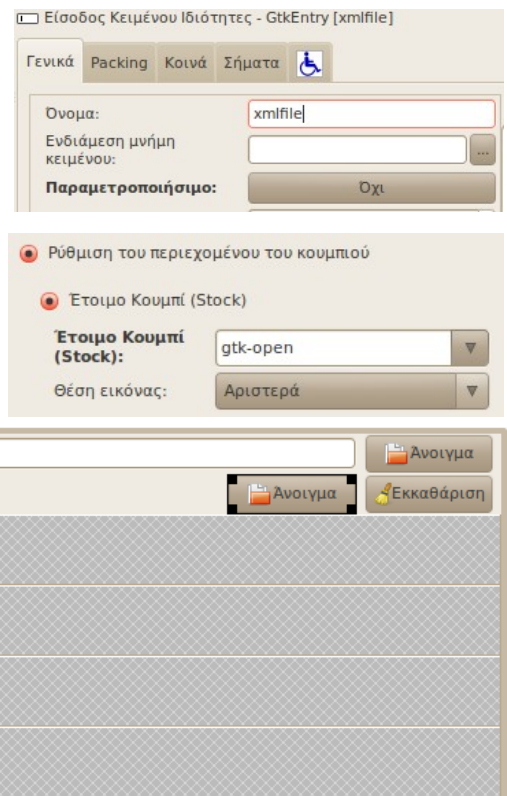 Είσοδος Κειμένου Ιδιότητες - GtkEntry [xmlfile]
Γενικά Packing Κοινά Σήματα
Όνομα: xmlfile
Ενδιάμεση μνήμη
κειμένου: ...
Παραμετροποιήσιμο: Όχι
Ρύθμιση του περιεχομένου του κουμπιού
Έτοιμο Κουμπί (Stock)
Έτοιμο Κουμπί
(Stock): gtk-open
Θέση εικόνας: Αριστερά
Άνοιγμα
Άνοιγμα Εκκαθάριση